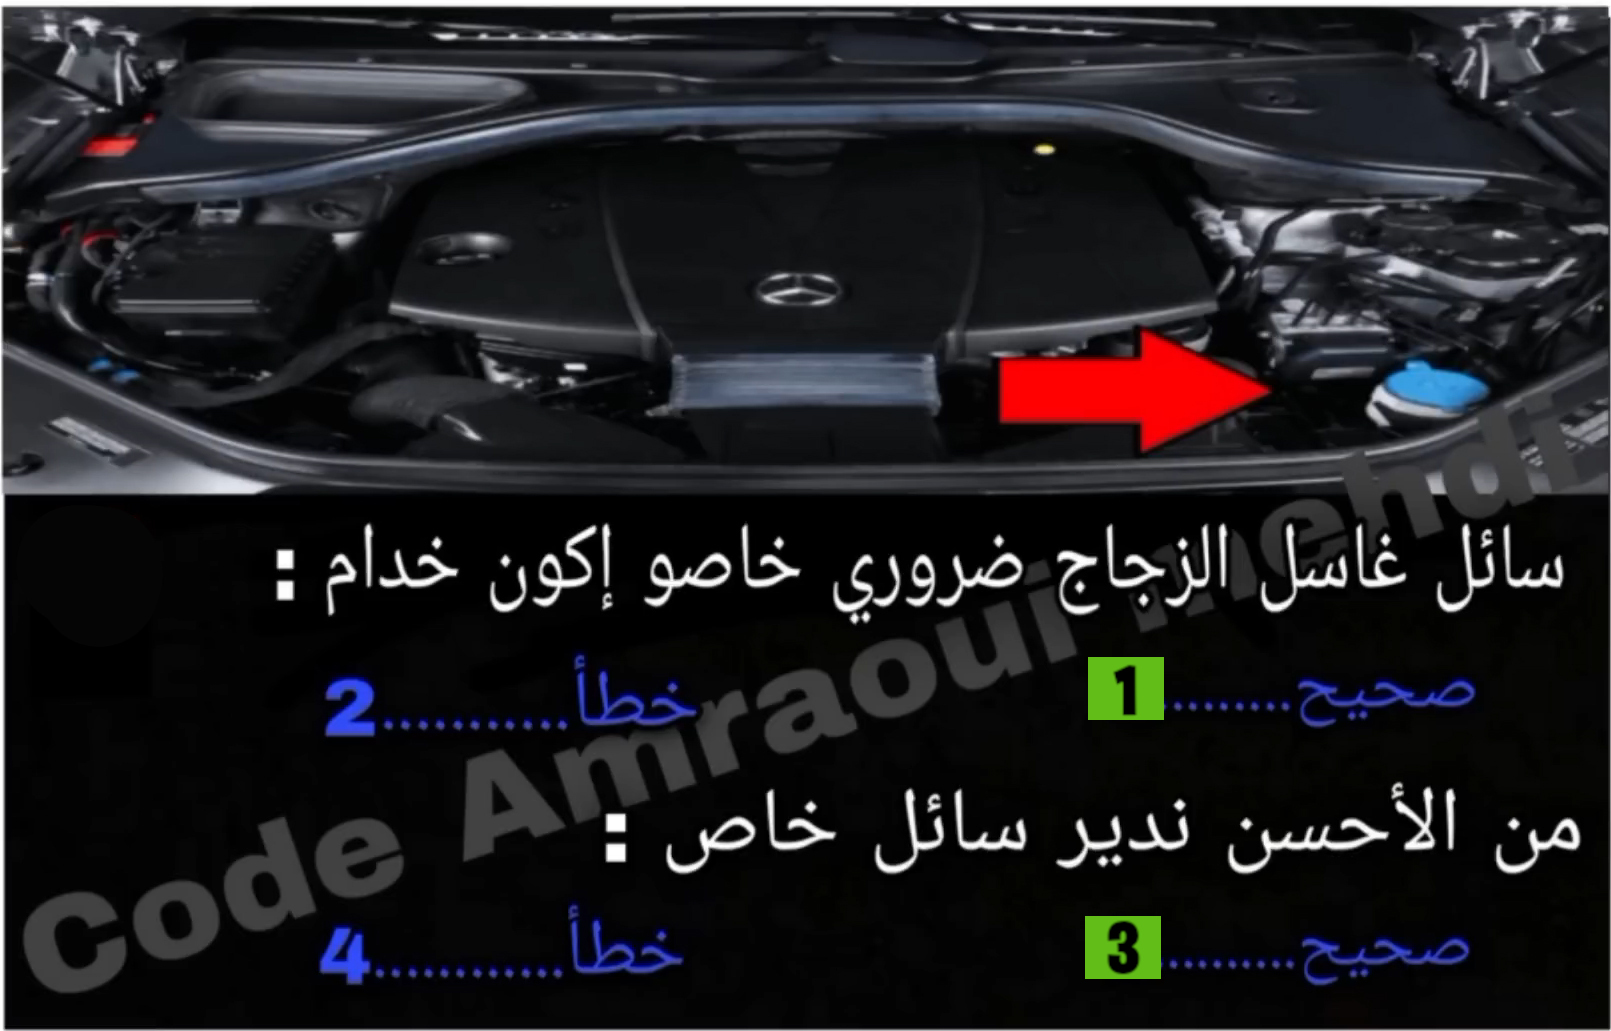 سائل غاسل الزجاج ضروري خاصو إكون خدام :
صحيح.........1 خطأ...........2
من الأحسن ندير سائل خاص :
صحيح.........3 خطأ...........4
Code Amraoui mehdi